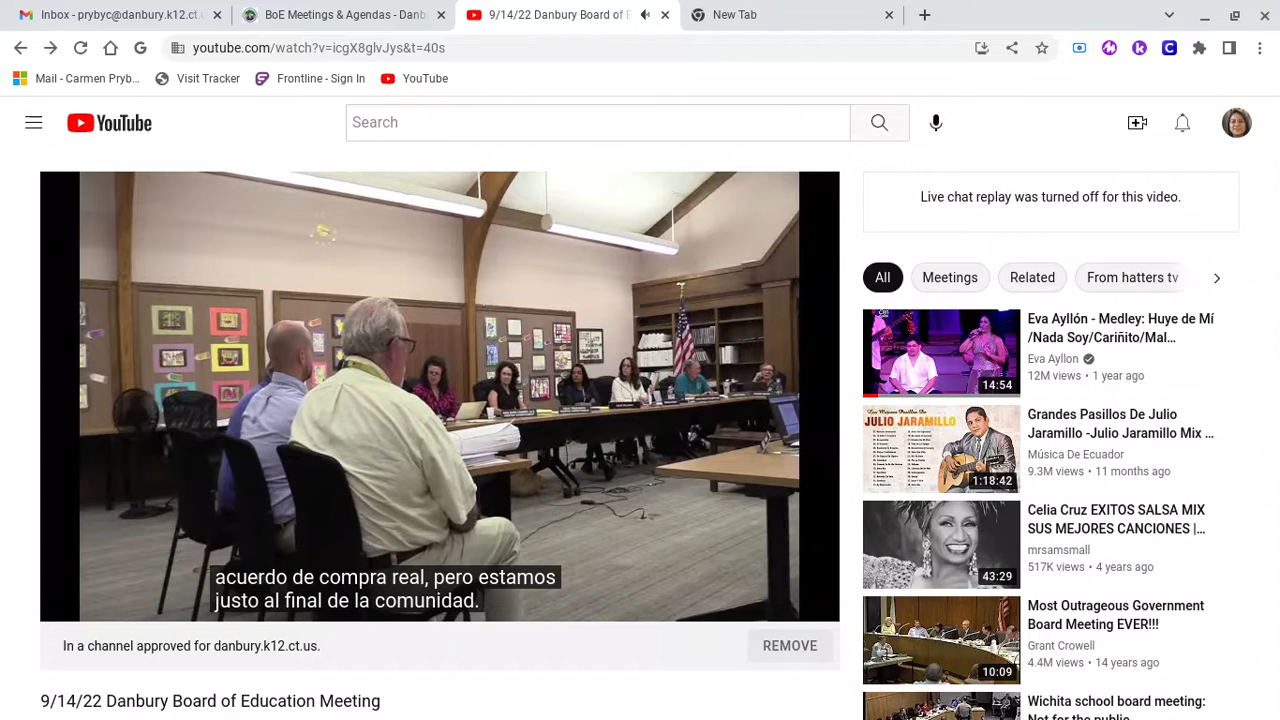 Inbox - prybyc@danbury.k12.ct.us
BoE Meetings & Agendas - Danb
9/14/22 Danbury Board of E
New Tab
youtube.com/watch?v=icgX8glvJys&t=40s
Mail - Carmen Pryb...
Visit Tracker
Frontline - Sign In
YouTube
YouTube
Search
Live chat replay was turned off for this video.
All
Meetings
Related
From hatters tv
Eva Ayllón - Medley: Huye de Mí
/Nada Soy/Cariñito/Mal...
Eva Ayllon
12M views • 1 year ago
14:54
JULIO JARAMILLO
Grandes Pasillos De Julio
Jaramillo -Julio Jaramillo Mix ...
Música De Ecuador
9.3M views • 11 months ago
1:18:42
Celia Cruz EXITOS SALSA MIX
SUS MEJORES CANCIONES |...
mrsamsmall
517K views • 4 years ago
43:29
Most Outrageous Government
Board Meeting EVER!!!
Grant Crowell
4.4M views • 14 years ago
10:09
Wichita school board meeting:
Not for the public
acuerdo de compra real, pero estamos
justo al final de la comunidad.
In a channel approved for danbury.k12.ct.us.
REMOVE
9/14/22 Danbury Board of Education Meeting